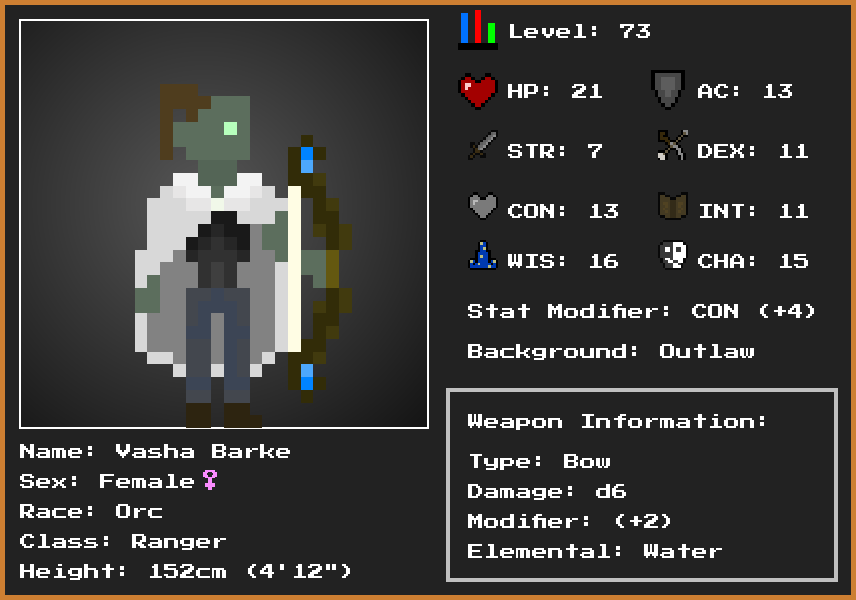 Level: 73
HP: 21 AC: 13
STR: 7 DEX: 11
CON: 13 INT: 11
WIS: 16 CHA: 15
Stat Modifier: CON (+4)
Background: Outlaw
Weapon Information:
Type: Bow
Damage: d6
Modifier: (+2)
Elemental: Water
Name: Vasha Barke
Sex: Female♀
Race: Orc
Class: Ranger
Height: 152cm (4'12")